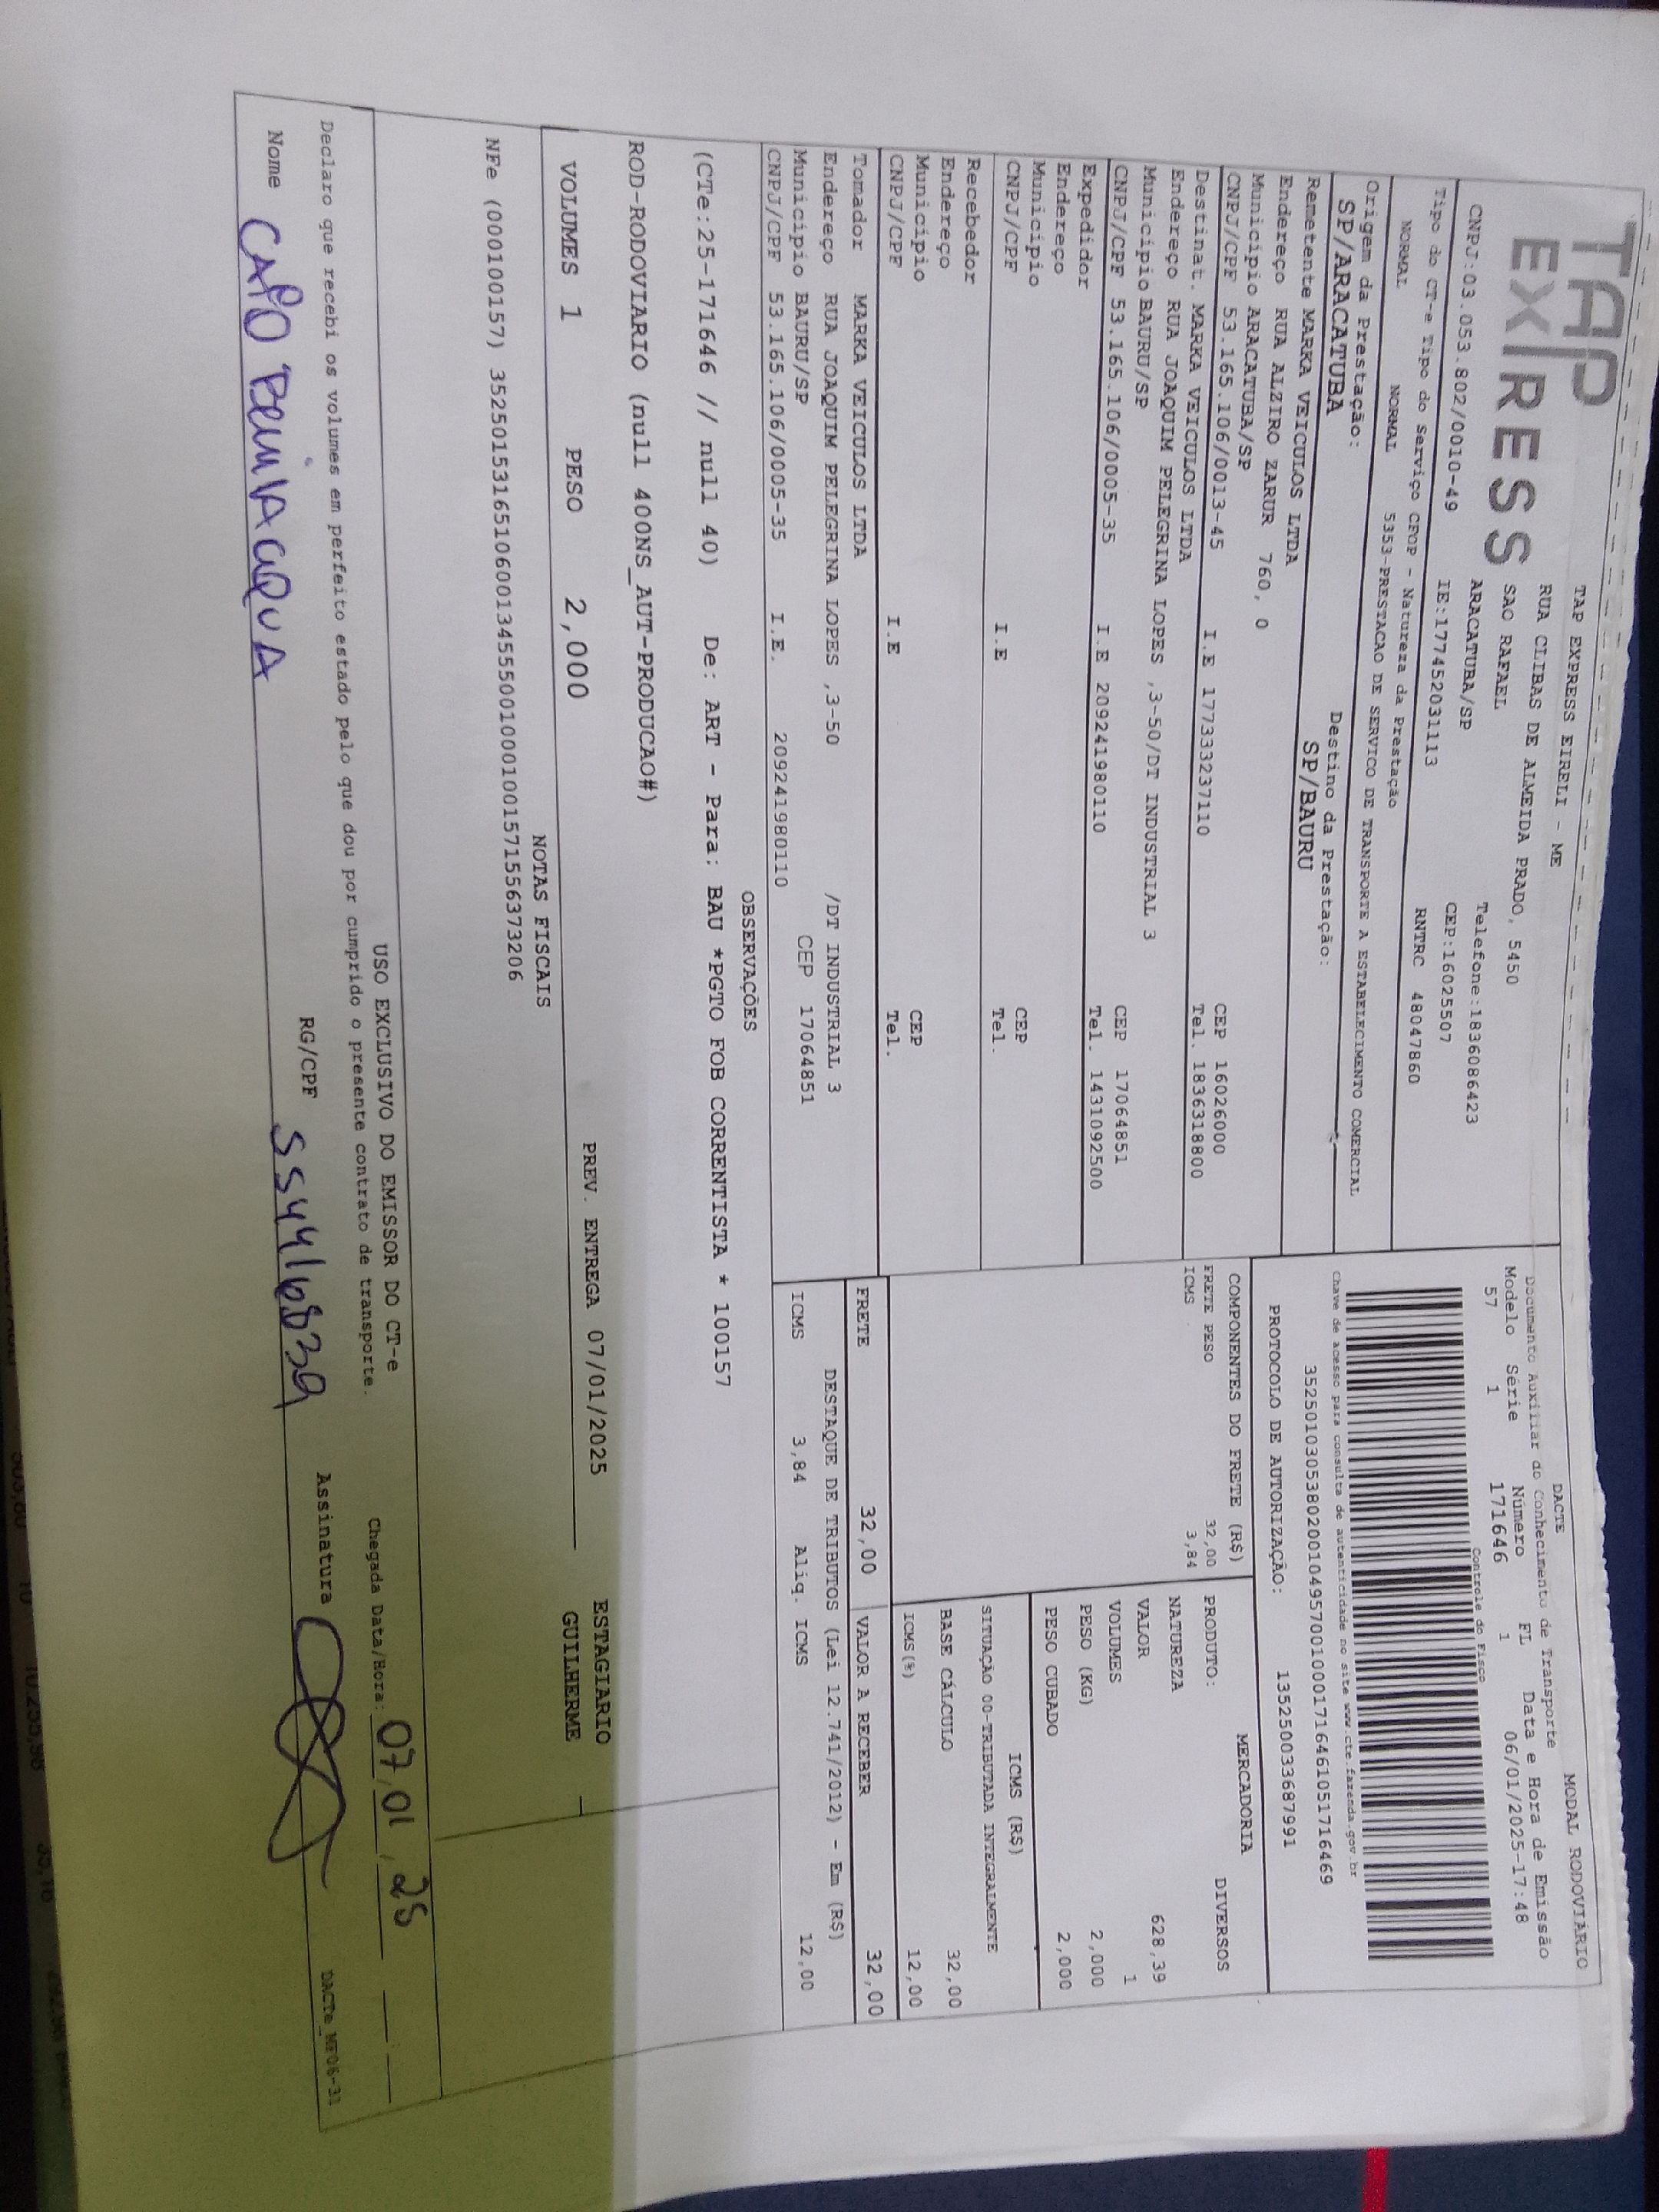 TAP
EXPRESS
TAP EXPRESS EIRELI - ME
RUA CLIBAS DE ALMEIDA PRADO, 5450
SAO RAFAEL
ARACATUBA/SP Telefone:1836086423
CNPJ:03.053.802/0010-49 IE:177452031113 CEP:16025507
RNTRC 48047860
Tipo do CT-e Tipo do Serviço CFOP - Natureza da Prestação
NORMAL NORMAL 5353-PRESTACAO DE SERVICO DE TRANSPORTE A ESTABELECIMENTO COMERCIAL
Origem da Prestação: Destino da Prestação:
SP/ARACATUBA SP/BAURU
DACTE MODAL RODOVIÁRIO
Documento Auxiliar do Conhecimento de Transporte
Modelo Série Número FL Data e Hora de Emissão
57 1 171646 1 06/01/2025-17:48
Controle do Fisco
Chave de acesso para consulta de autenticidade no site www.cte.fazenda.gov.br
35250103053802001049570010001716461051716469
PROTOCOLO DE AUTORIZAÇÃO: 135250033687991
Remetente MARKA VEICULOS LTDA
Endereço RUA ALZIRO ZARUR 760, 0
Município ARACATUBA/SP CEP 16026000
CNPJ/CPF 53.165.106/0013-45 I.E 177333237110 Tel. 1836318800
Destinat. MARKA VEICULOS LTDA
Endereço RUA JOAQUIM PELEGRINA LOPES ,3-50/DT INDUSTRIAL 3
Município BAURU/SP CEP 17064851
CNPJ/CPF 53.165.106/0005-35 I.E 209241980110 Tel. 1431092500
Expedidor
Endereço
Município CEP
CNPJ/CPF I.E Tel.
Recebedor
Endereço
Município CEP
CNPJ/CPF I.E Tel.
Tomador MARKA VEICULOS LTDA
Endereço RUA JOAQUIM PELEGRINA LOPES ,3-50 /DT INDUSTRIAL 3
Município BAURU/SP CEP 17064851
CNPJ/CPF 53.165.106/0005-35 I.E. 209241980110
COMPONENTES DO FRETE (R$)
FRETE PESO 32,00
ICMS 3,84
MERCADORIA
PRODUTO: DIVERSOS
NATUREZA
VALOR 628,39
VOLUMES 1
PESO (KG) 2,000
PESO CUBADO 2,000
ICMS (R$)
SITUAÇÃO 00-TRIBUTADA INTEGRALMENTE
BASE CÁLCULO 32,00
ICMS(%) 12,00
FRETE 32,00 VALOR A RECEBER 32,00
DESTAQUE DE TRIBUTOS (Lei 12.741/2012) - Em (R$)
ICMS 3,84 Aliq. ICMS 12,00
OBSERVAÇÕES
(CTe:25-171646 // null 40) De: ART - Para: BAU *PGTO FOB CORRENTISTA * 100157
ROD-RODOVIARIO (null 400NS_AUT-PRODUCAO#)
VOLUMES 1 PESO 2,000 PREV. ENTREGA 07/01/2025 ESTAGIARIO
GUILHERME
NOTAS FISCAIS
NFe (000100157) 35250153165106001345550010001001571556373206
USO EXCLUSIVO DO EMISSOR DO CT-e
Declaro que recebi os volumes em perfeito estado pelo que dou por cumprido o presente contrato de transporte.
Chegada Data/Hora: 07/01/25
Nome CAIO BEVILACQUA RG/CPF 554416839 Assinatura
DACTe_MF06-31